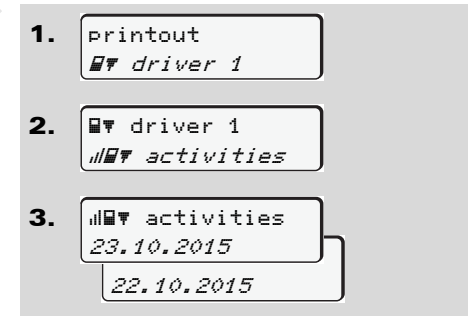 1.
printout
driver 1
2.
driver 1
activities
3.
activities
23.10.2015
22.10.2015